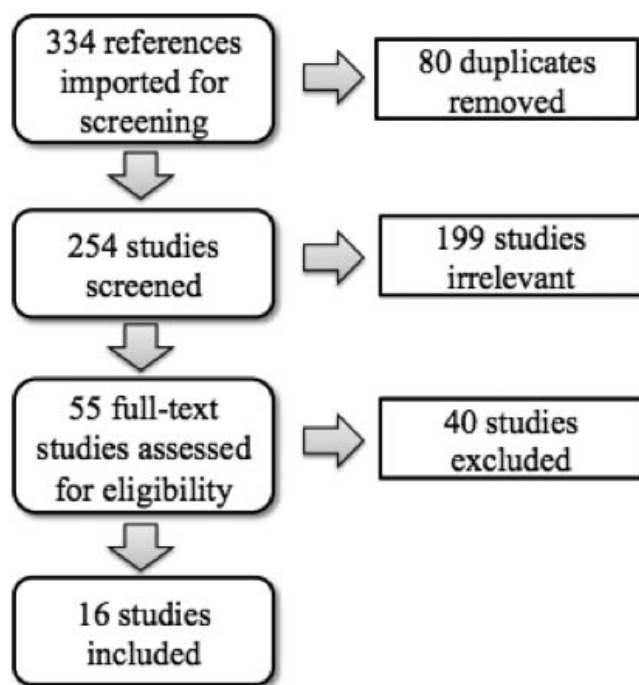 334 references
imported for
screening
80 duplicates
removed
254 studies
screened
199 studies
irrelevant
55 full-text
studies assessed
for eligibility
40 studies
excluded
16 studies
included